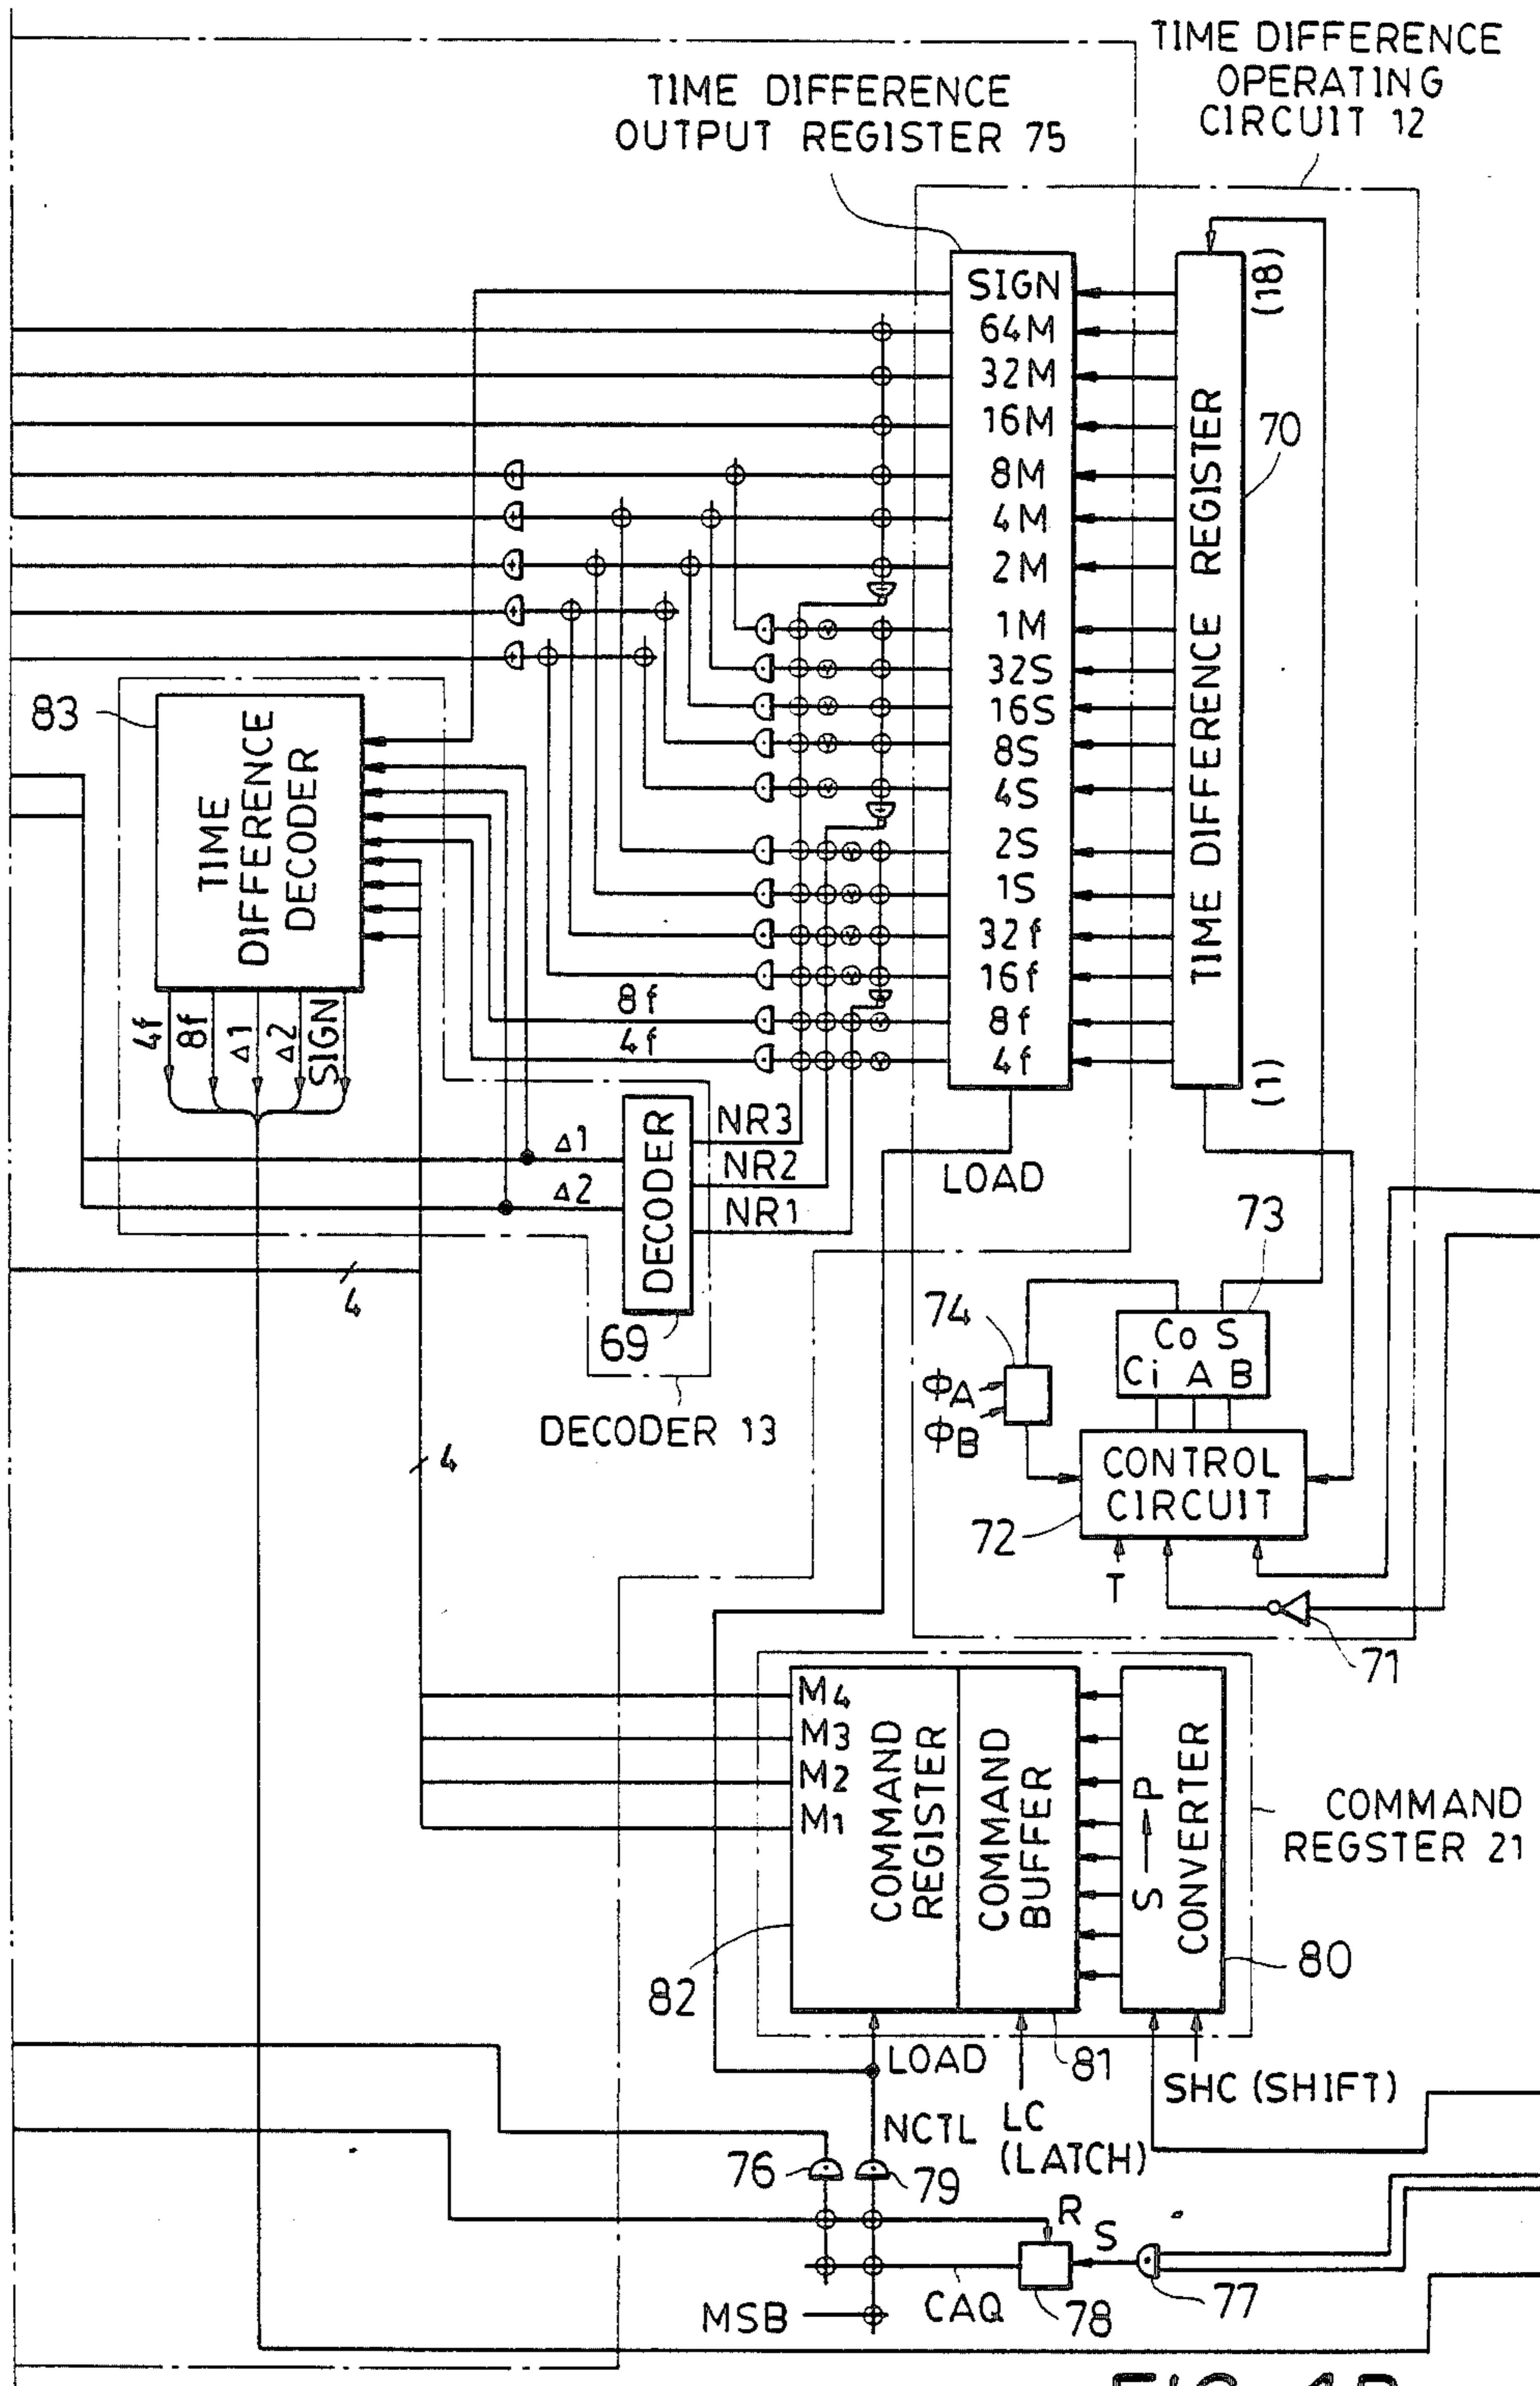 TIME DIFFERENCE
OPERATING
CIRCUIT 12
TIME DIFFERENCE
OUTPUT REGISTER 75
SIGN
64M
32M
16M
8M
4M
2M
1M
32S
16S
8S
4S
2S
1S
32f
16f
8f
4f
(18)
TIME DIFFERENCE REGISTER
70
(1)
83
TIME
DIFFERENCE
DECODER
8f
4f
4f
8f
Δ1
Δ2
SIGN
NR3
NR2
NR1
Δ1
Δ2
DECODER
69
LOAD
4
DECODER 13
4
73
74
Co S
Ci A B
ΦA
ΦB
CONTROL
CIRCUIT
72
T
71
M4
M3
M2
M1
COMMAND
REGISTER
COMMAND
BUFFER
S → P
CONVERTER
COMMAND
REGSTER 21
82
80
LOAD
81
SHC (SHIFT)
NCTL
LC
(LATCH)
76
79
R
S
MSB
CAQ
78
77